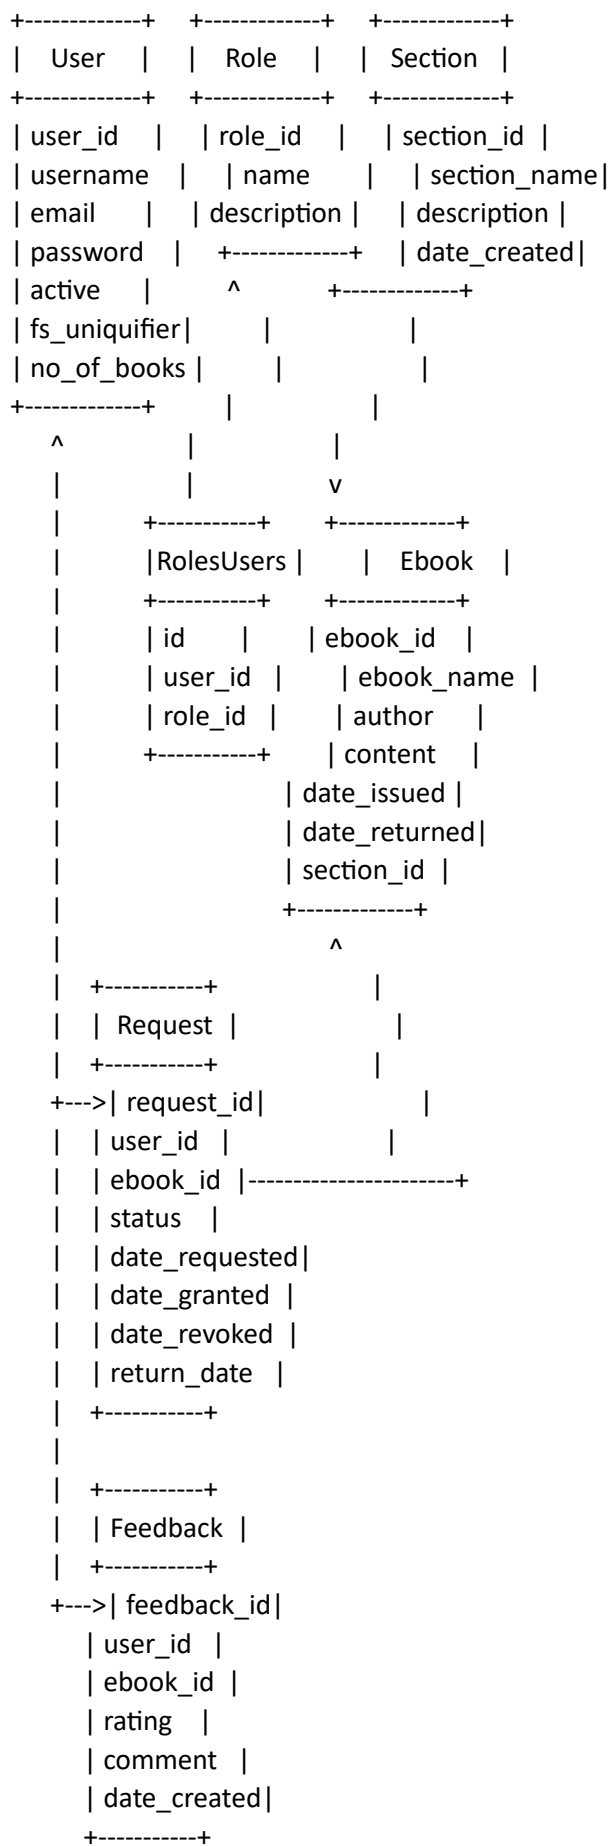 +-------------+ +-------------+ +-------------+
| User | | Role | | Section |
+-------------+ +-------------+ +-------------+
| user_id | | role_id | | section_id |
| username | | name | | section_name|
| email | | description | | description |
| password | +-------------+ | date_created|
| active | ^ +-------------+
| fs_uniquifier| | |
| no_of_books | | |
+-------------+ | |
^ | |
| | v
| +-----------+ +-------------+
| |RolesUsers | | Ebook |
| +-----------+ +-------------+
| | id | | ebook_id |
| | user_id | | ebook_name |
| | role_id | | author |
| +-----------+ | content |
| | date_issued |
| | date_returned|
| | section_id |
| +-------------+
| ^
| +-----------+ |
| | Request | |
| +-----------+ |
+--->| request_id| |
| | user_id | |
| | ebook_id |-----------------------+
| | status |
| | date_requested|
| | date_granted |
| | date_revoked |
| | return_date |
| +-----------+
|
| +-----------+
| | Feedback |
| +-----------+
+--->| feedback_id|
| user_id |
| ebook_id |
| rating |
| comment |
| date_created|
+-----------+